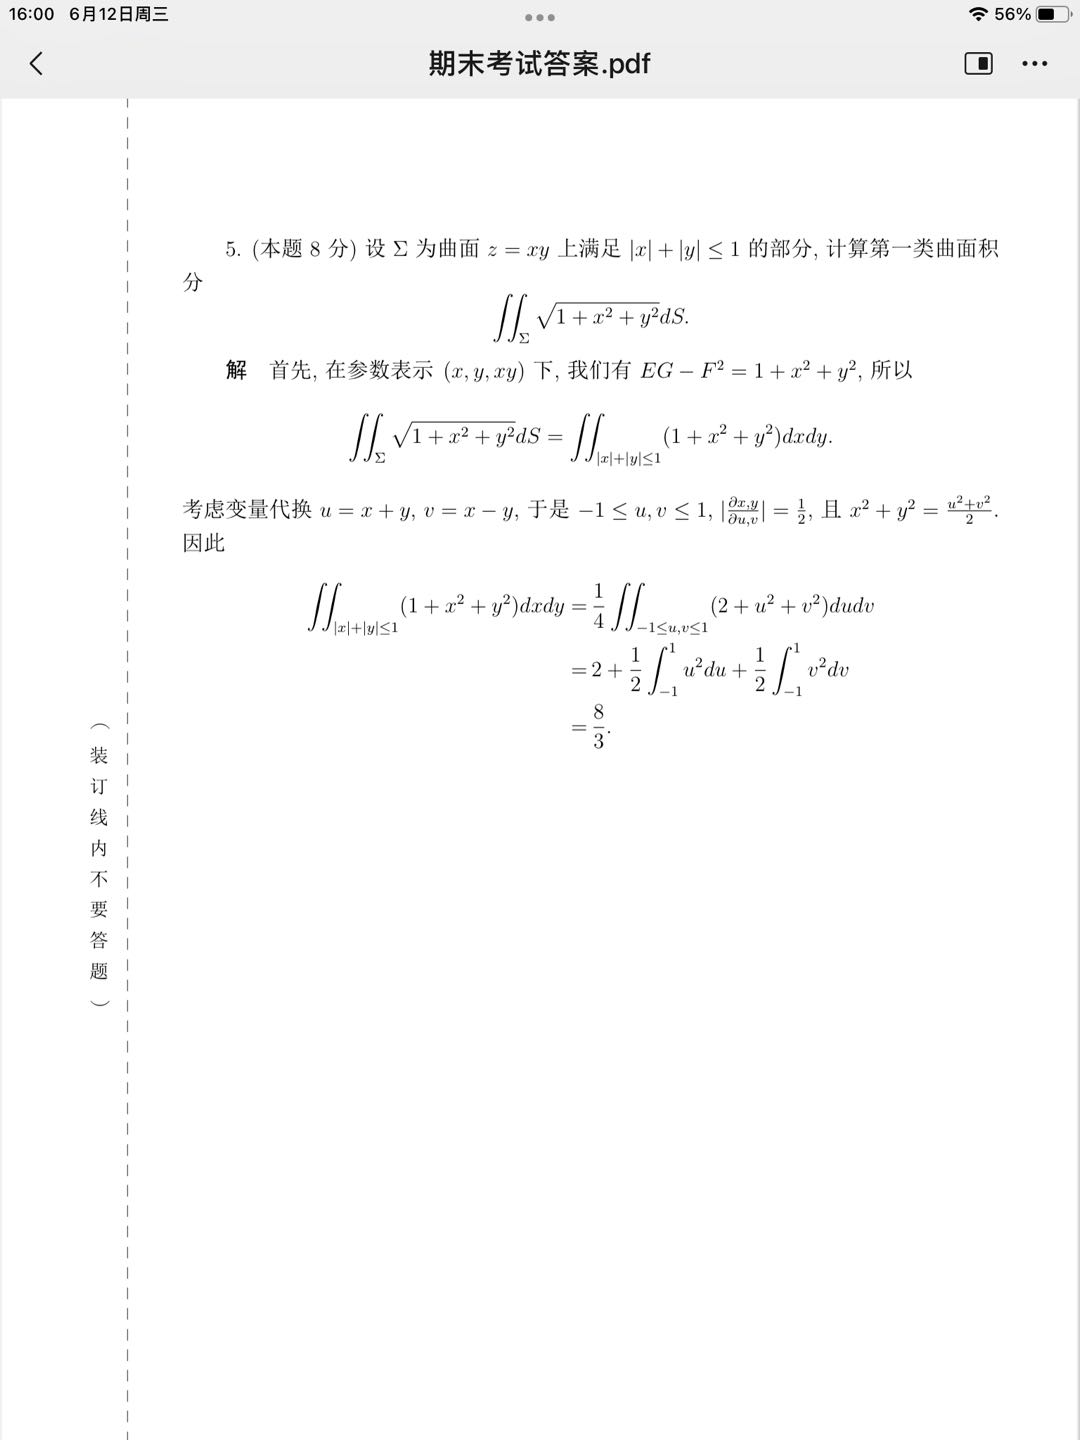 16:00 6月12日周三
56%
期末考试答案.pdf
5. (本题 8 分) 设 Σ 为曲面 z = xy 上满足 |x| + |y| ≤ 1 的部分, 计算第一类曲面积
分
∬_Σ √(1 + x² + y²)dS.
解 首先, 在参数表示 (x, y, xy) 下, 我们有 EG − F² = 1 + x² + y², 所以
∬_Σ √(1 + x² + y²)dS = ∬_{|x|+|y|≤1} (1 + x² + y²)dxdy.
考虑变量代换 u = x + y, v = x − y, 于是 −1 ≤ u, v ≤ 1, |∂x,y/∂u,v| = 1/2, 且 x² + y² = (u²+v²)/2.
因此
∬_{|x|+|y|≤1} (1 + x² + y²)dxdy = 1/4 ∬_{−1≤u,v≤1} (2 + u² + v²)dudv
= 2 + 1/2 ∫_{−1}^{1} u²du + 1/2 ∫_{−1}^{1} v²dv
= 8/3.
（装订线内不要答题）